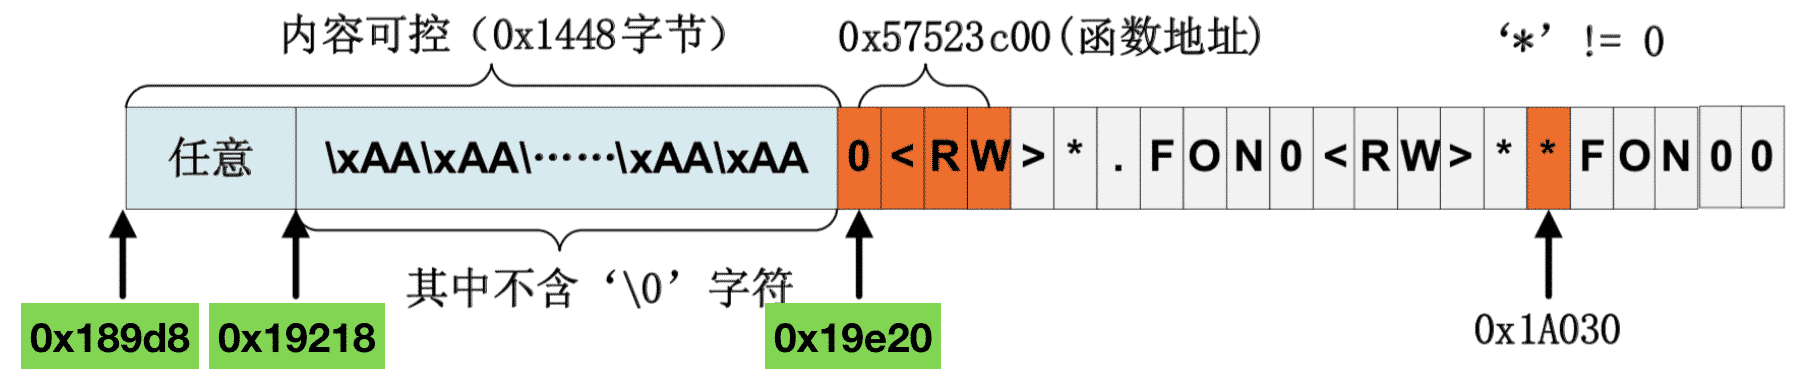 内容可控（0x1448字节） 0x57523c00(函数地址) ‘*’ != 0
任意 \xAA\xAA\……\xAA\xAA 0 < R W > * . F O N 0 < R W > * * F O N 0 0
其中不含‘\0’字符
0x189d8 0x19218 0x19e20 0x1A030